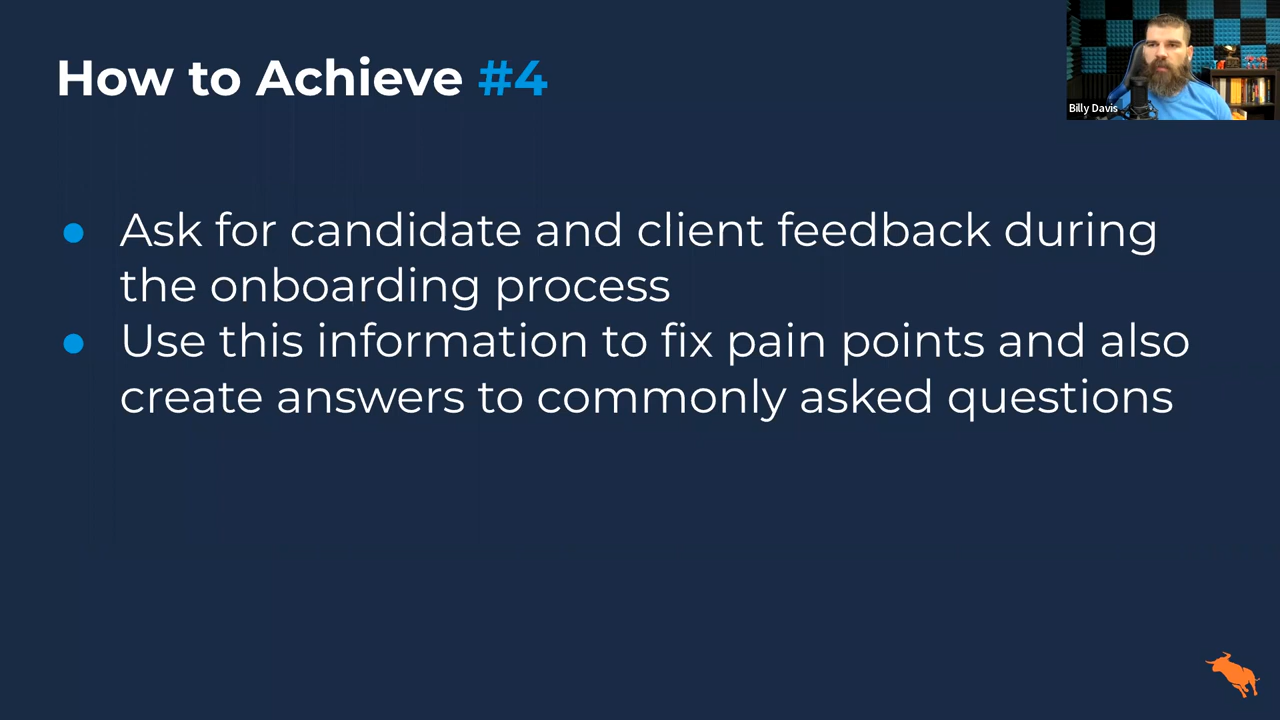 How to Achieve #4
Billy Davis
● Ask for candidate and client feedback during
the onboarding process
● Use this information to fix pain points and also
create answers to commonly asked questions